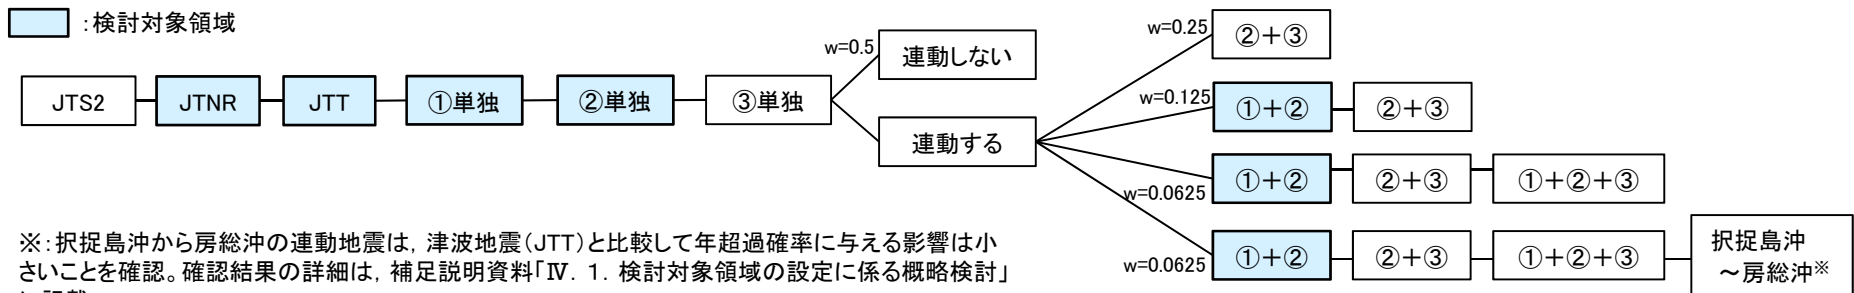 ：検討対象領域
JTS2
JTNR
JTT
①単独
②単独
③単独
w=0.5
連動しない
連動する
w=0.25
②＋③
w=0.125
①＋②
②＋③
w=0.0625
①＋②
②＋③
①＋②＋③
w=0.0625
①＋②
②＋③
①＋②＋③
択捉島沖
～房総沖※
※：択捉島沖から房総沖の連動地震は，津波地震（JTT）と比較して年超過確率に与える影響は小
さいことを確認。確認結果の詳細は，補足説明資料「Ⅳ．１．検討対象領域の設定に係る概略検討」